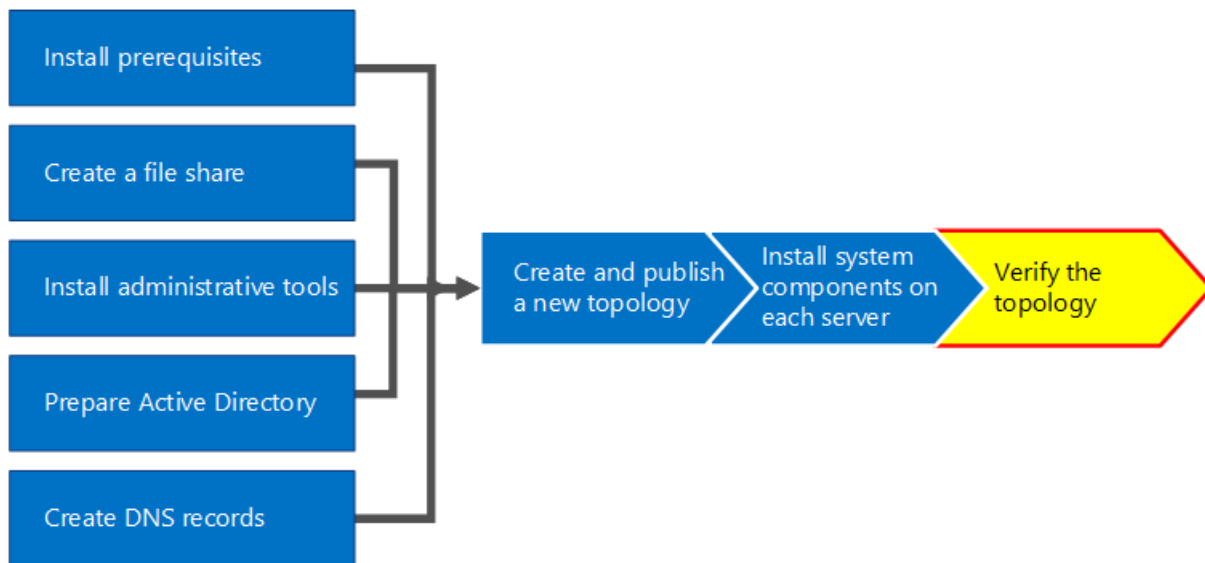 Install prerequisites
Create a file share
Install administrative tools
Prepare Active Directory
Create DNS records
Create and publish
a new topology
Install system
components on
each server
Verify the
topology